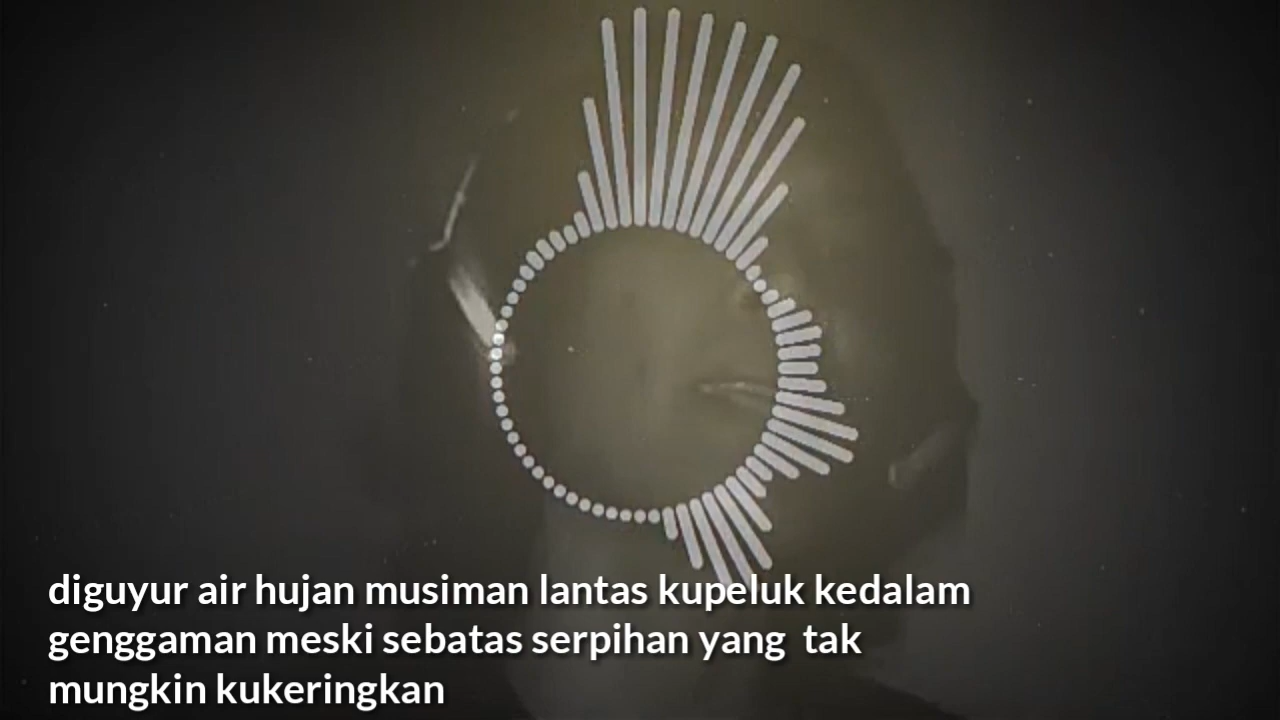 diguyur air hujan musiman lantas kupeluk kedalam
genggaman meski sebatas serpihan yang  tak
mungkin kukeringkan